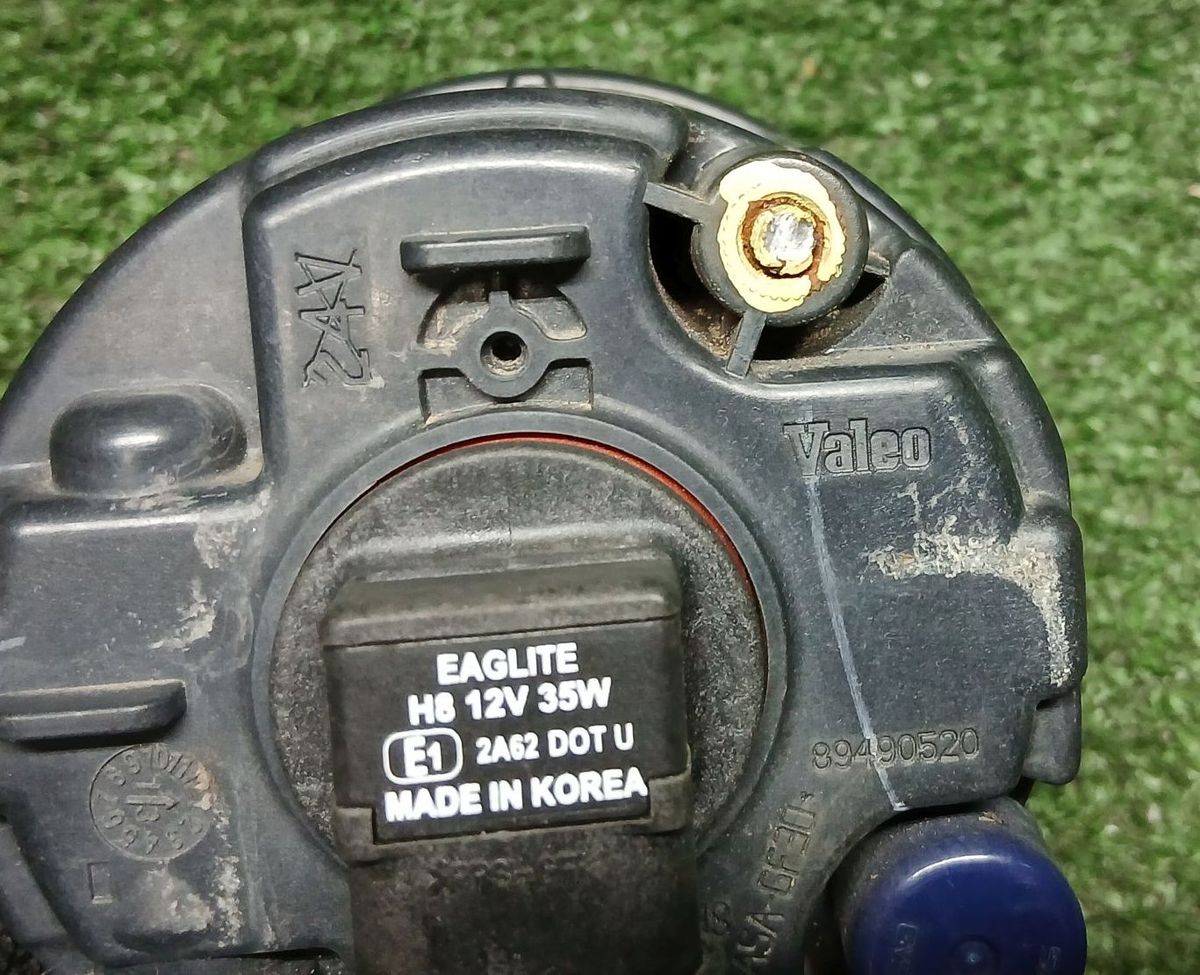 Valeo
EAGLITE
H8 12V 35W
E1 2A62 DOT U
MADE IN KOREA
89490520